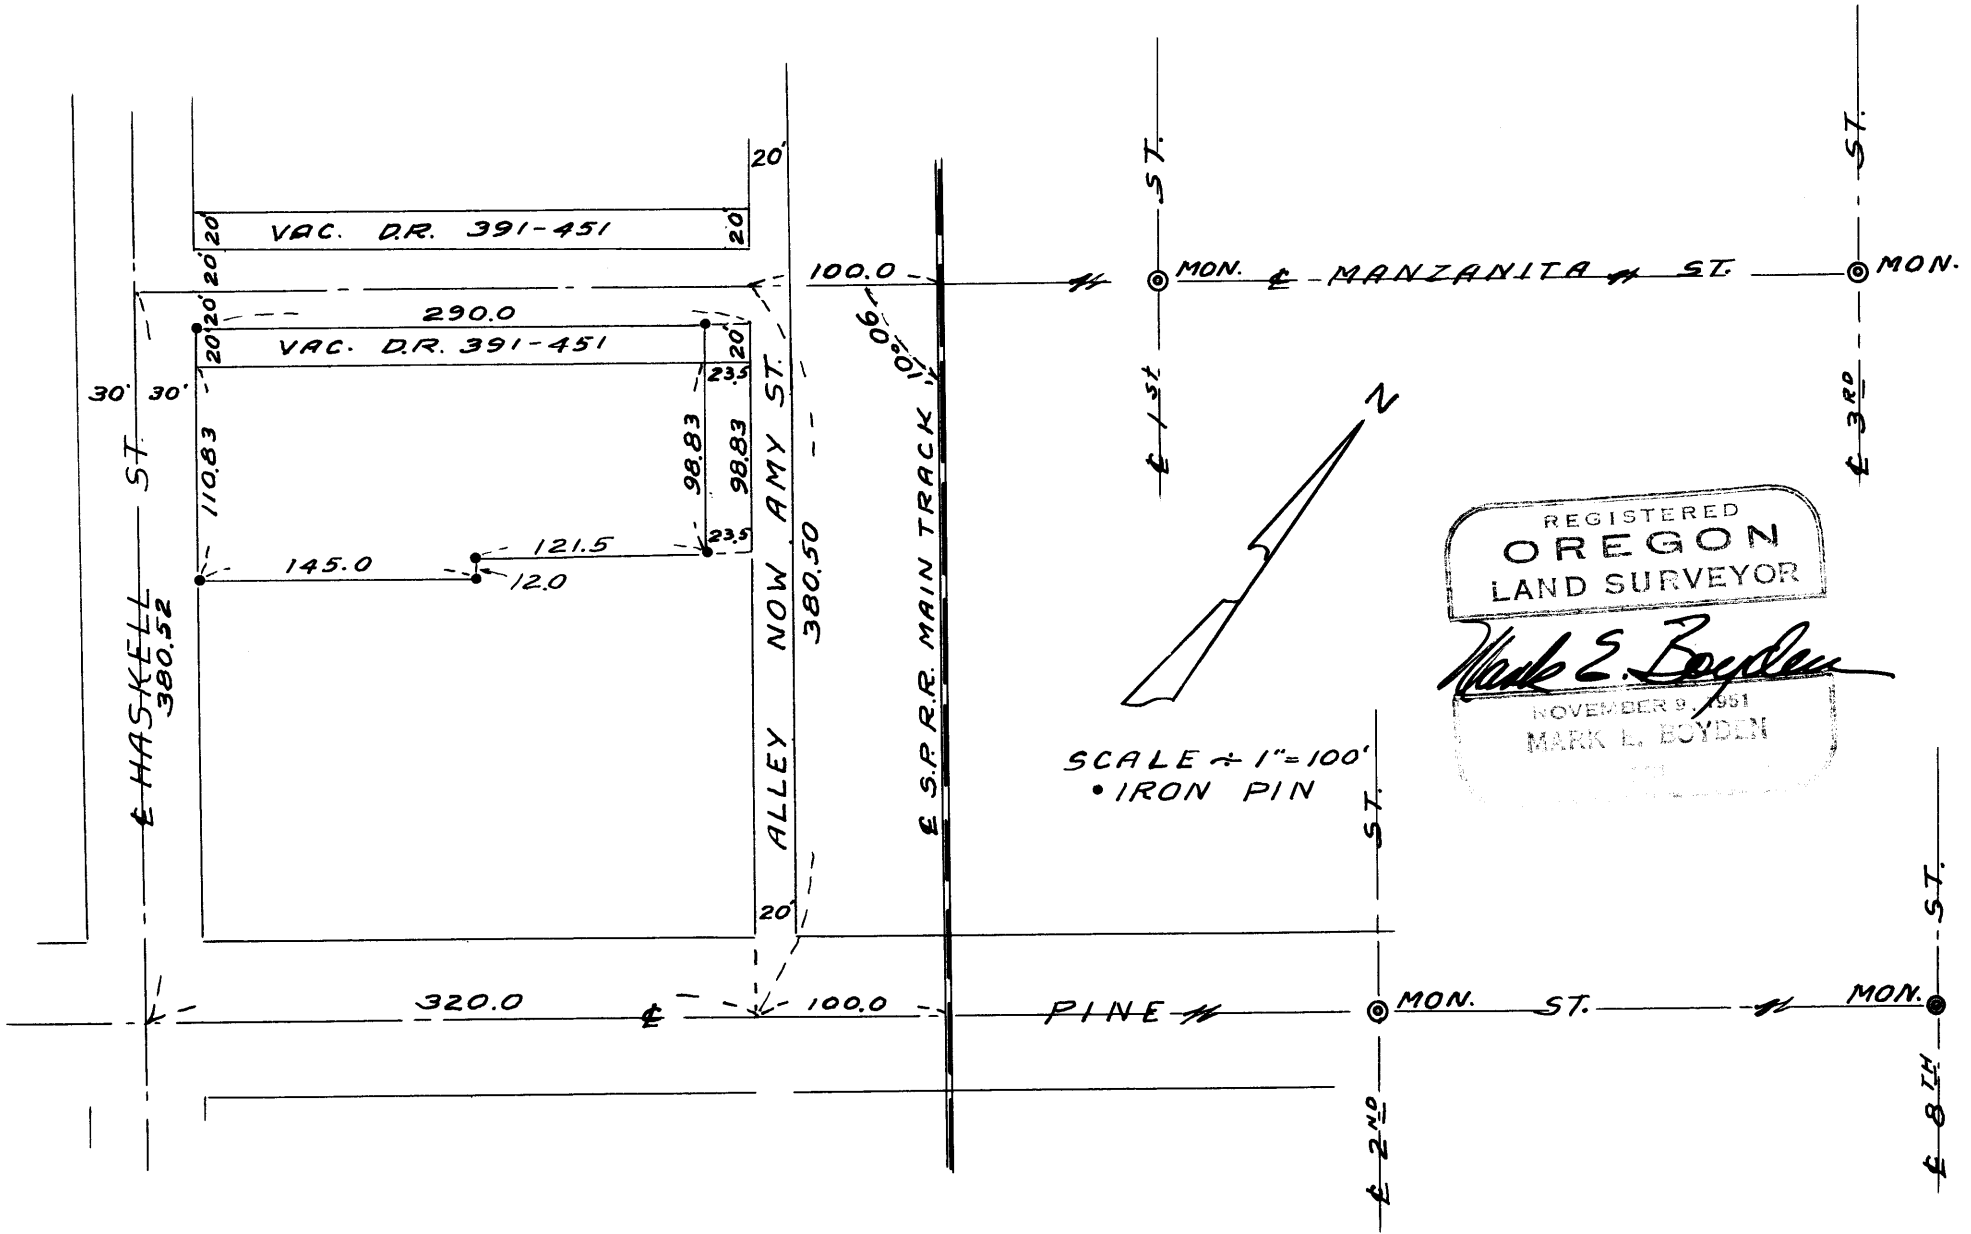 20'
ST.
ST.
20' VAC. D.R. 391-451 20'
20'
100.0
MON. ℄ MANZANITA ST. MON.
20'
290.0
20' VAC. D.R. 391-451 20'
23.5
90°01'
30' 30'
110.83
98.83
98.83
℄ HASKELL ST
380.52
145.0
121.5
12.0
23.5
ALLEY NOW AMY ST.
380.50
℄ S.P. R.R. MAIN TRACK
℄ 1ST
℄ 3RD
N
REGISTERED
OREGON
LAND SURVEYOR
Mark E. Boyden
NOVEMBER 9, 1951
MARK E. BOYDEN
SCALE ÷ 1"=100'
• IRON PIN
ST.
ST.
20'
320.0 ℄ 100.0 PINE MON. ST. MON.
℄ 2ND
℄ 8TH